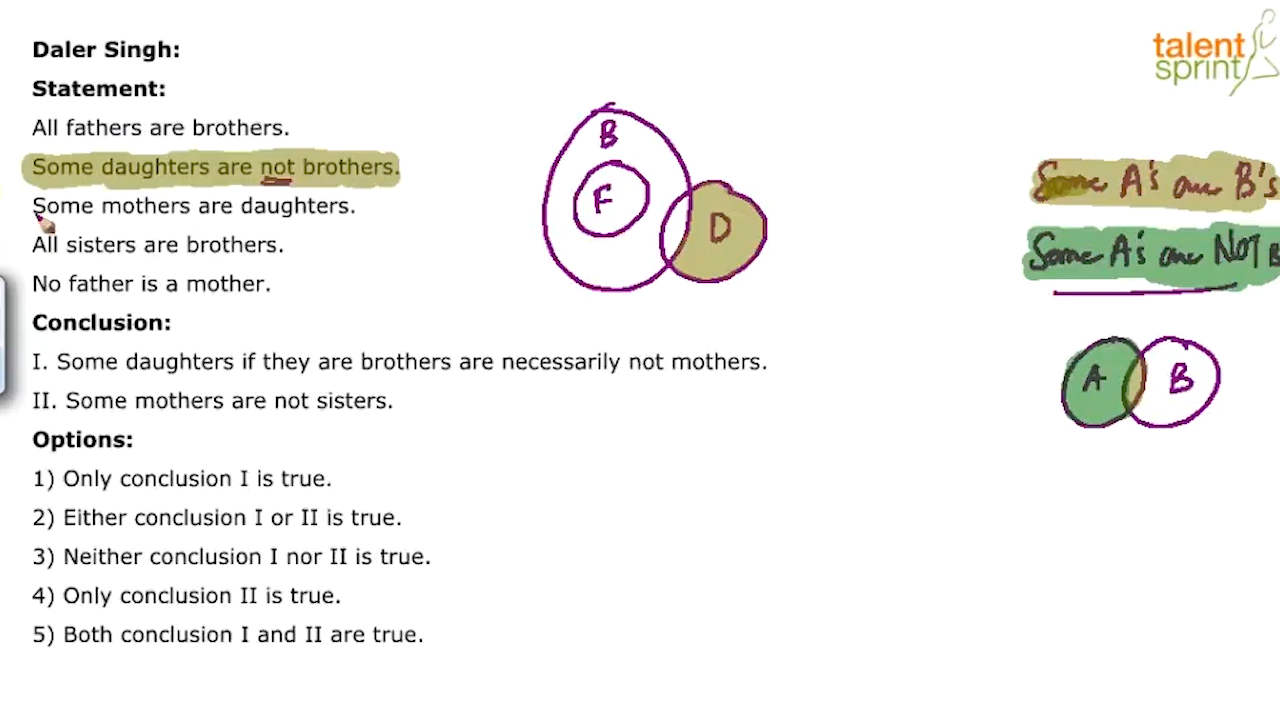 talent
sprint
Daler Singh:
Statement:
All fathers are brothers.
Some daughters are not brothers.
Some mothers are daughters.
All sisters are brothers.
No father is a mother.
Conclusion:
I. Some daughters if they are brothers are necessarily not mothers.
II. Some mothers are not sisters.
Options:
1) Only conclusion I is true.
2) Either conclusion I or II is true.
3) Neither conclusion I nor II is true.
4) Only conclusion II is true.
5) Both conclusion I and II are true.
B
F
D
Some A's are B's
Some A's are NOT B
A B